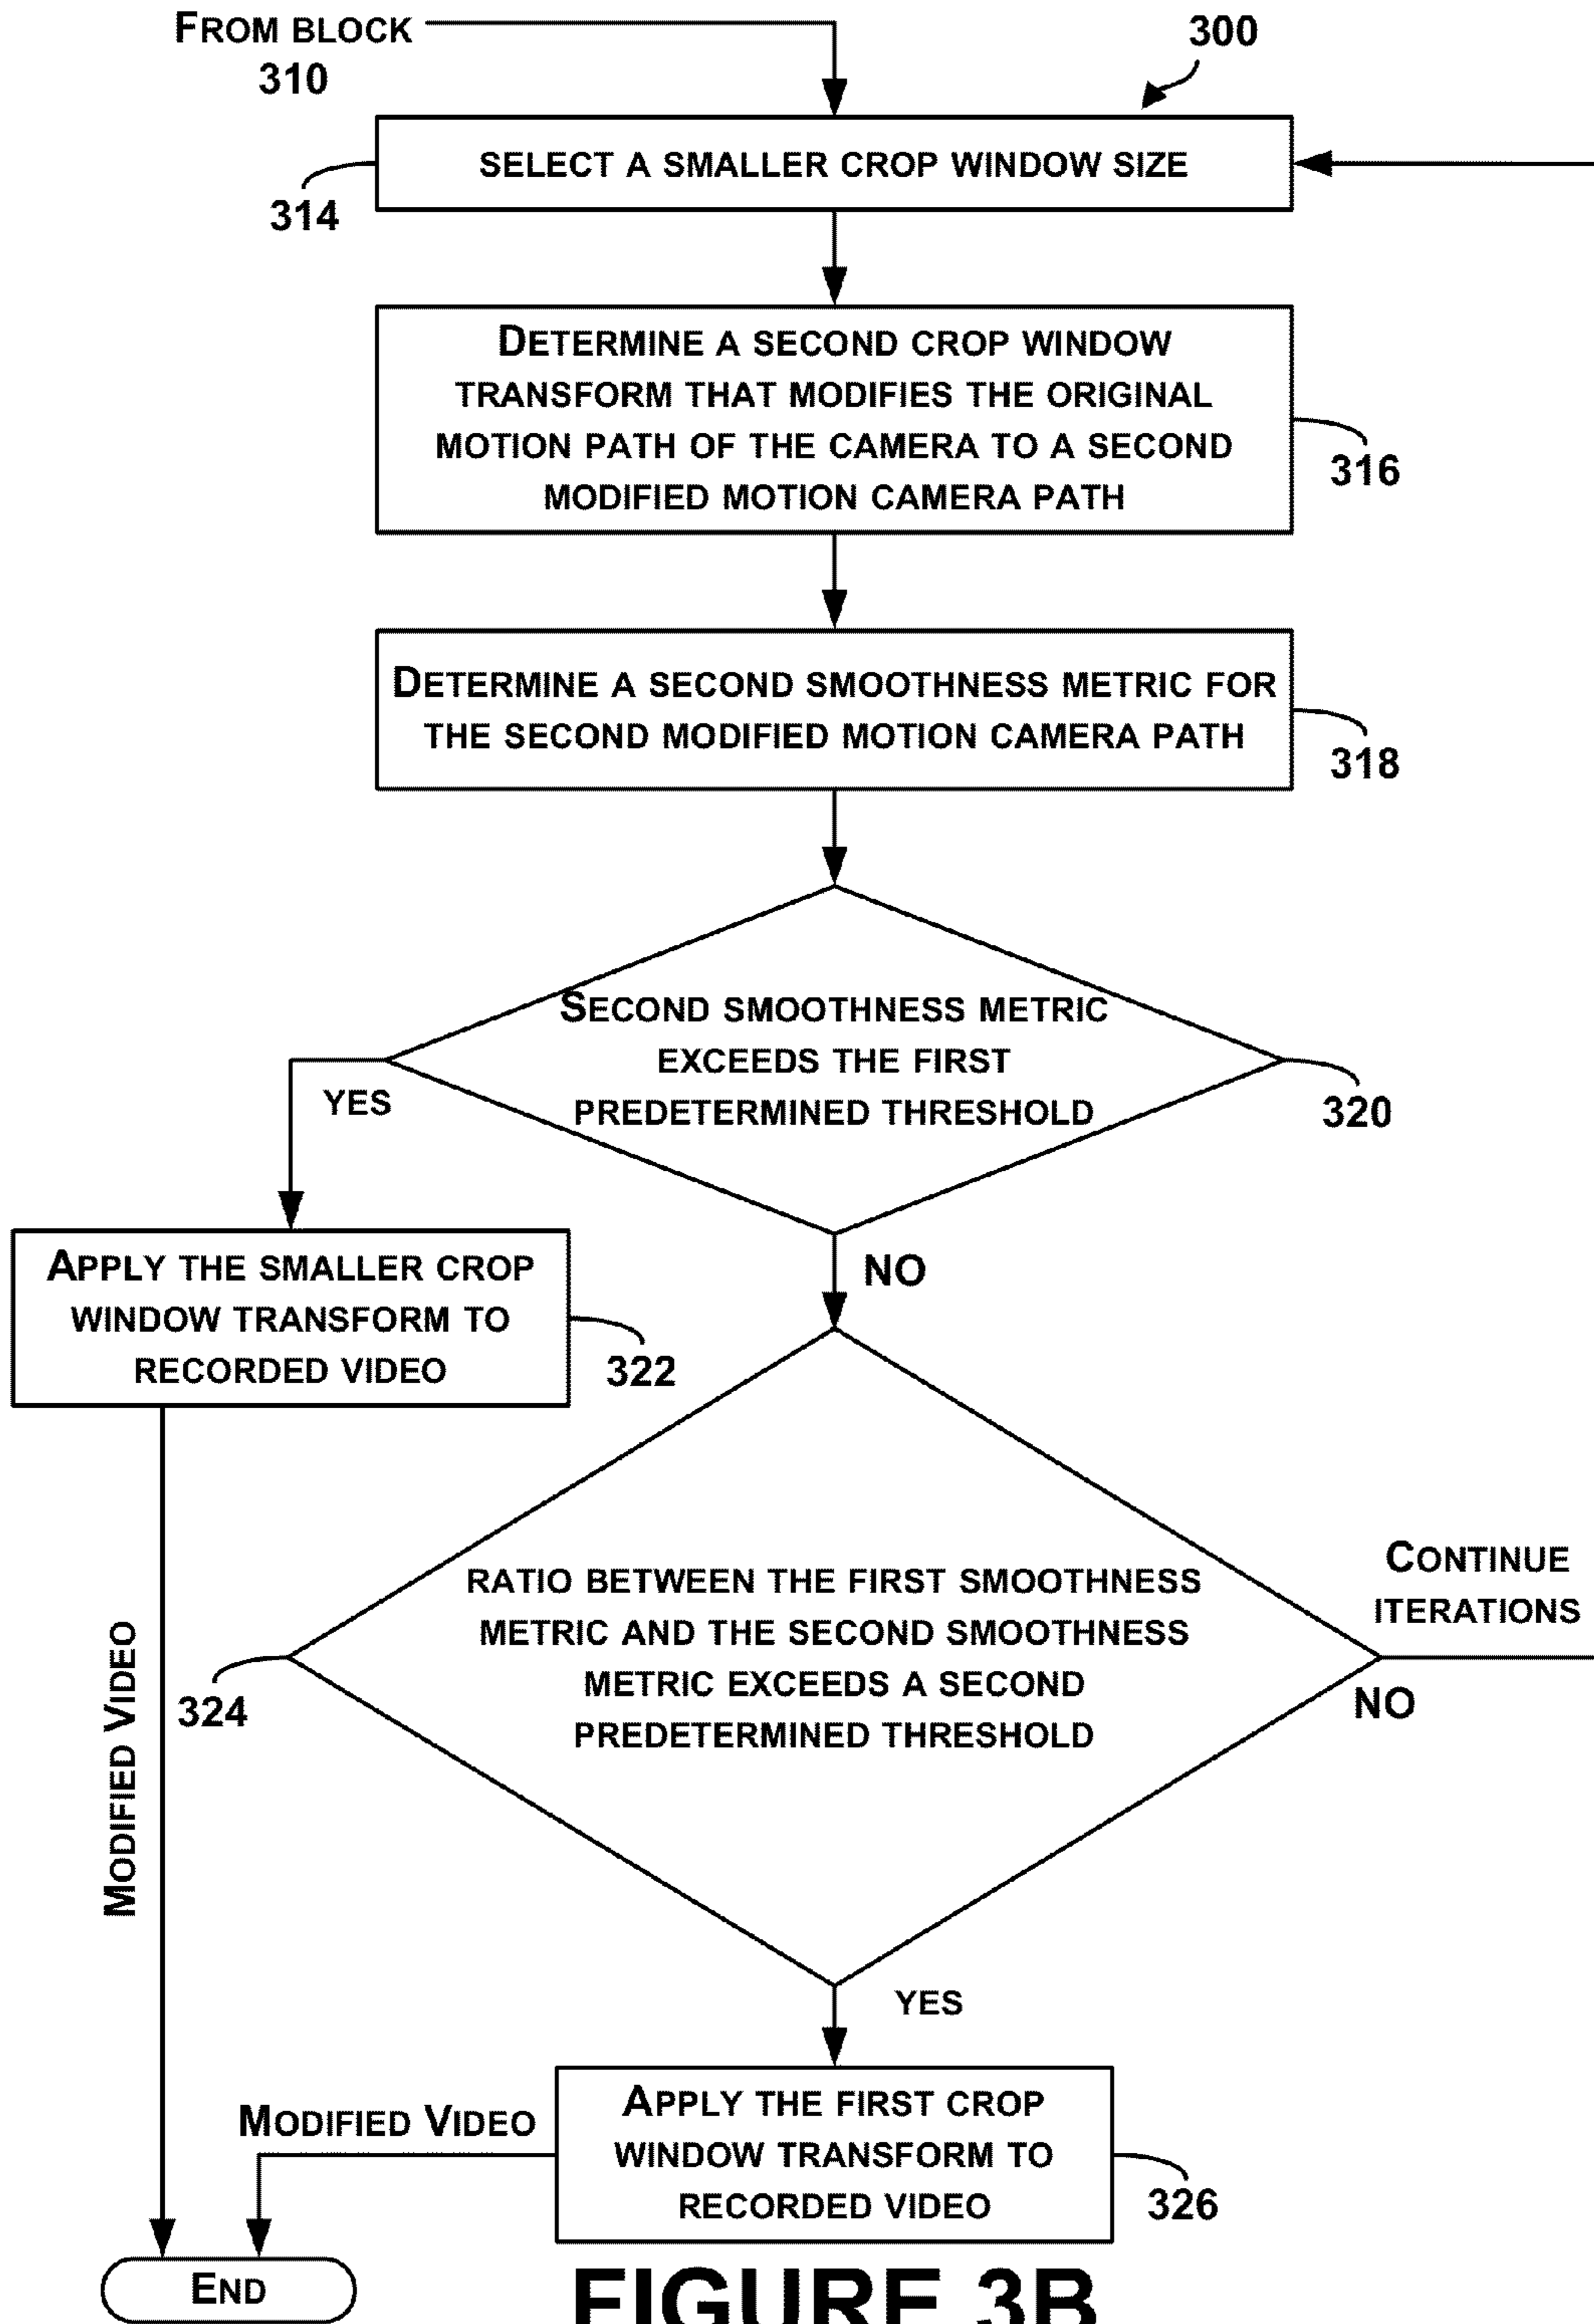 FROM BLOCK
310
300
SELECT A SMALLER CROP WINDOW SIZE
314
DETERMINE A SECOND CROP WINDOW
TRANSFORM THAT MODIFIES THE ORIGINAL
MOTION PATH OF THE CAMERA TO A SECOND
MODIFIED MOTION CAMERA PATH
316
DETERMINE A SECOND SMOOTHNESS METRIC FOR
THE SECOND MODIFIED MOTION CAMERA PATH
318
SECOND SMOOTHNESS METRIC
EXCEEDS THE FIRST
PREDETERMINED THRESHOLD
320
YES
NO
APPLY THE SMALLER CROP
WINDOW TRANSFORM TO
RECORDED VIDEO
322
RATIO BETWEEN THE FIRST SMOOTHNESS
METRIC AND THE SECOND SMOOTHNESS
METRIC EXCEEDS A SECOND
PREDETERMINED THRESHOLD
324
CONTINUE
ITERATIONS
NO
MODIFIED VIDEO
YES
APPLY THE FIRST CROP
WINDOW TRANSFORM TO
RECORDED VIDEO
326
MODIFIED VIDEO
END
FIGURE 3B